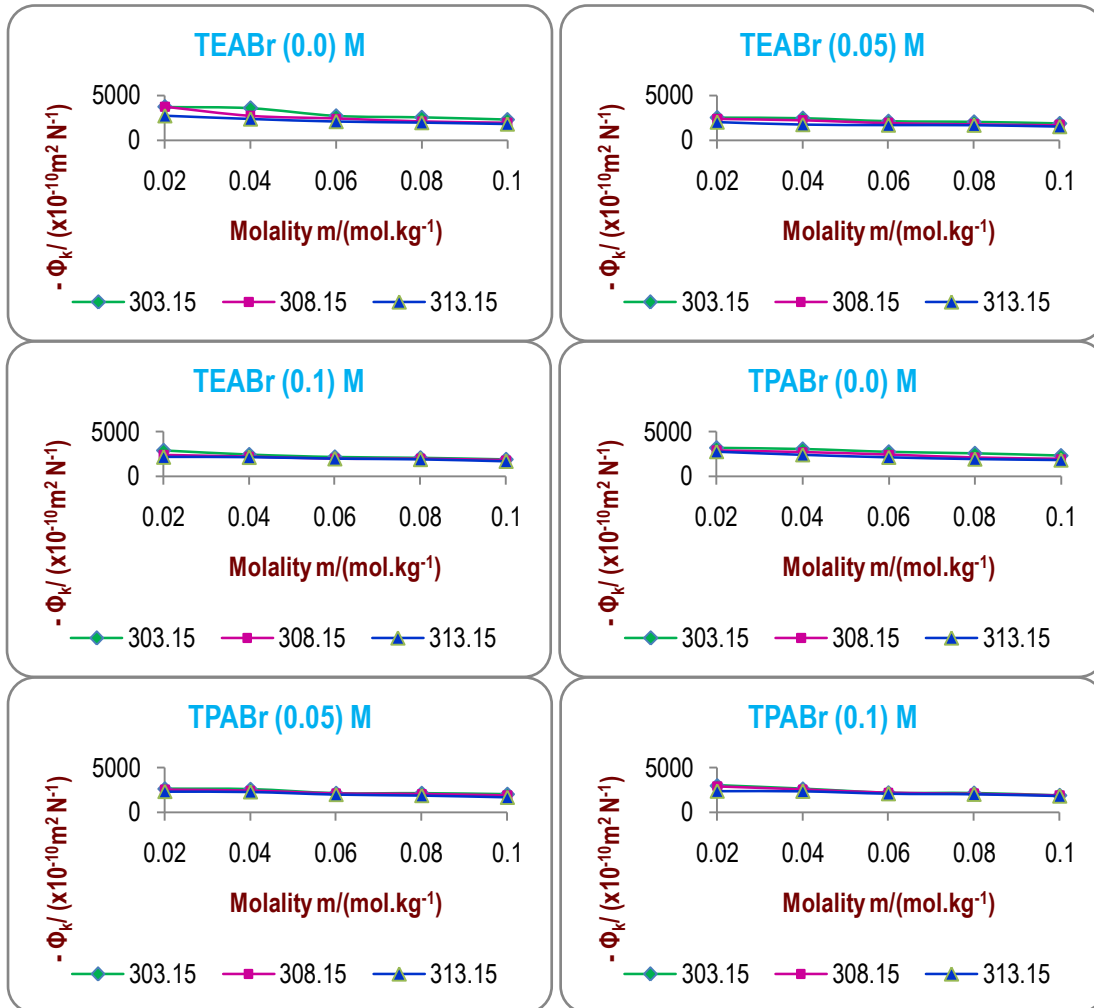 TEABr (0.0) M
- Φk/ (x10-10m2 N-1)
5000
0
0.02 0.04 0.06 0.08 0.1
Molality m/(mol.kg-1)
303.15 308.15 313.15
TEABr (0.05) M
- Φk/ (x10-10m2 N-1)
5000
0
0.02 0.04 0.06 0.08 0.1
Molality m/(mol.kg-1)
303.15 308.15 313.15
TEABr (0.1) M
- Φk/ (x10-10m2 N-1)
5000
0
0.02 0.04 0.06 0.08 0.1
Molality m/(mol.kg-1)
303.15 308.15 313.15
TPABr (0.0) M
- Φk/ (x10-10m2 N-1)
5000
0
0.02 0.04 0.06 0.08 0.1
Molality m/(mol.kg-1)
303.15 308.15 313.15
TPABr (0.05) M
- Φk/ (x10-10m2 N-1)
5000
0
0.02 0.04 0.06 0.08 0.1
Molality m/(mol.kg-1)
303.15 308.15 313.15
TPABr (0.1) M
- Φk/ (x10-10m2 N-1)
5000
0
0.02 0.04 0.06 0.08 0.1
Molality m/(mol.kg-1)
303.15 308.15 313.15